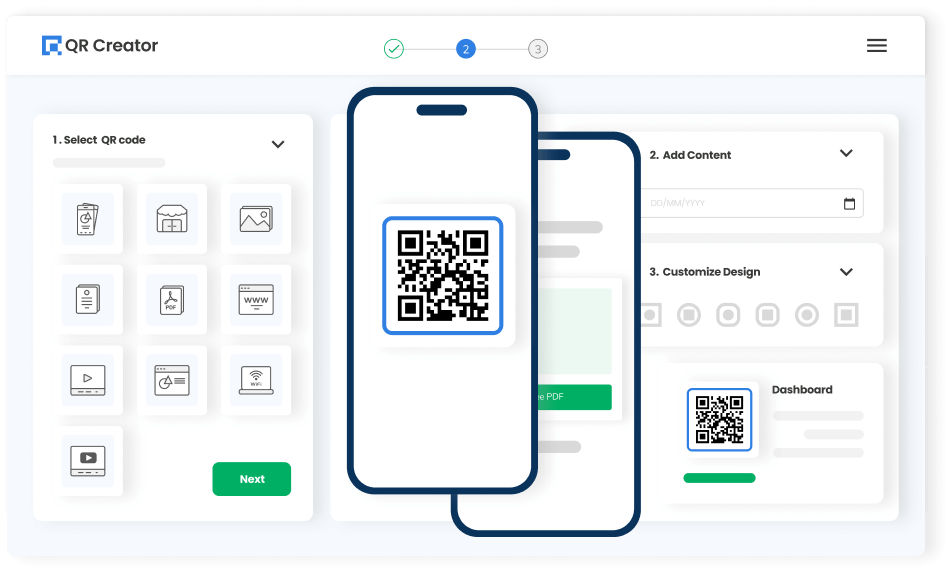 QR Creator
2
3
1. Select QR code
PDF
WWW
WiFi
Next
ee PDF
2. Add Content
DD/MM/YYYY
3. Customize Design
Dashboard